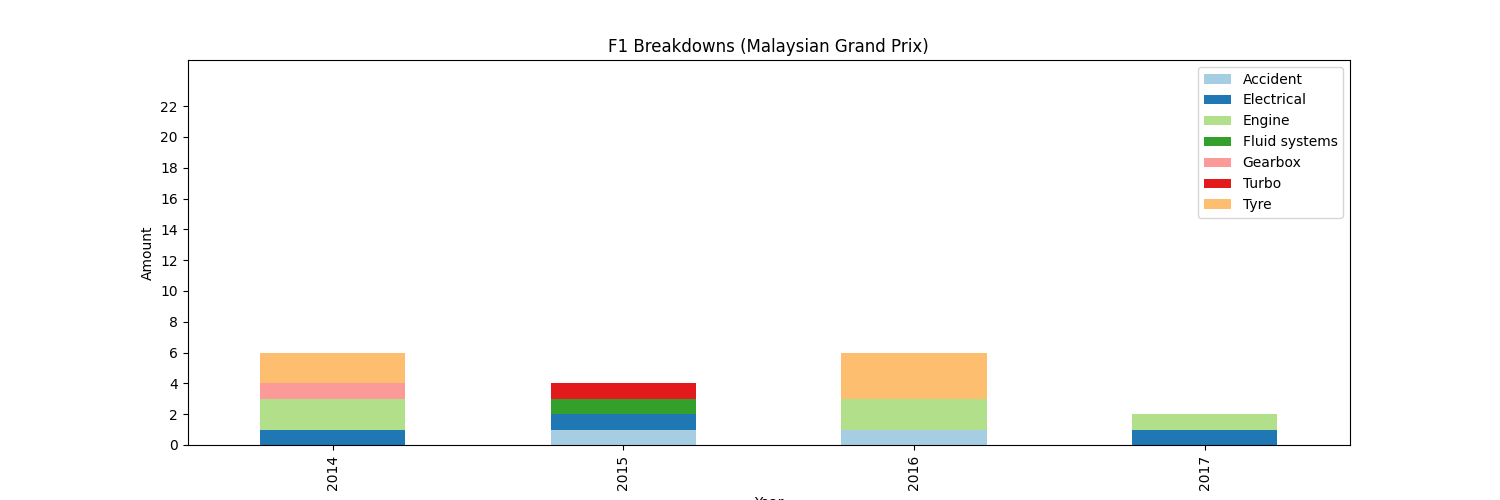 F1 Breakdowns (Malaysian Grand Prix)
Accident
Electrical
Engine
Fluid systems
Gearbox
Turbo
Tyre
Amount
22
20
18
16
14
12
10
8
6
4
2
0
2014
2015
2016
2017